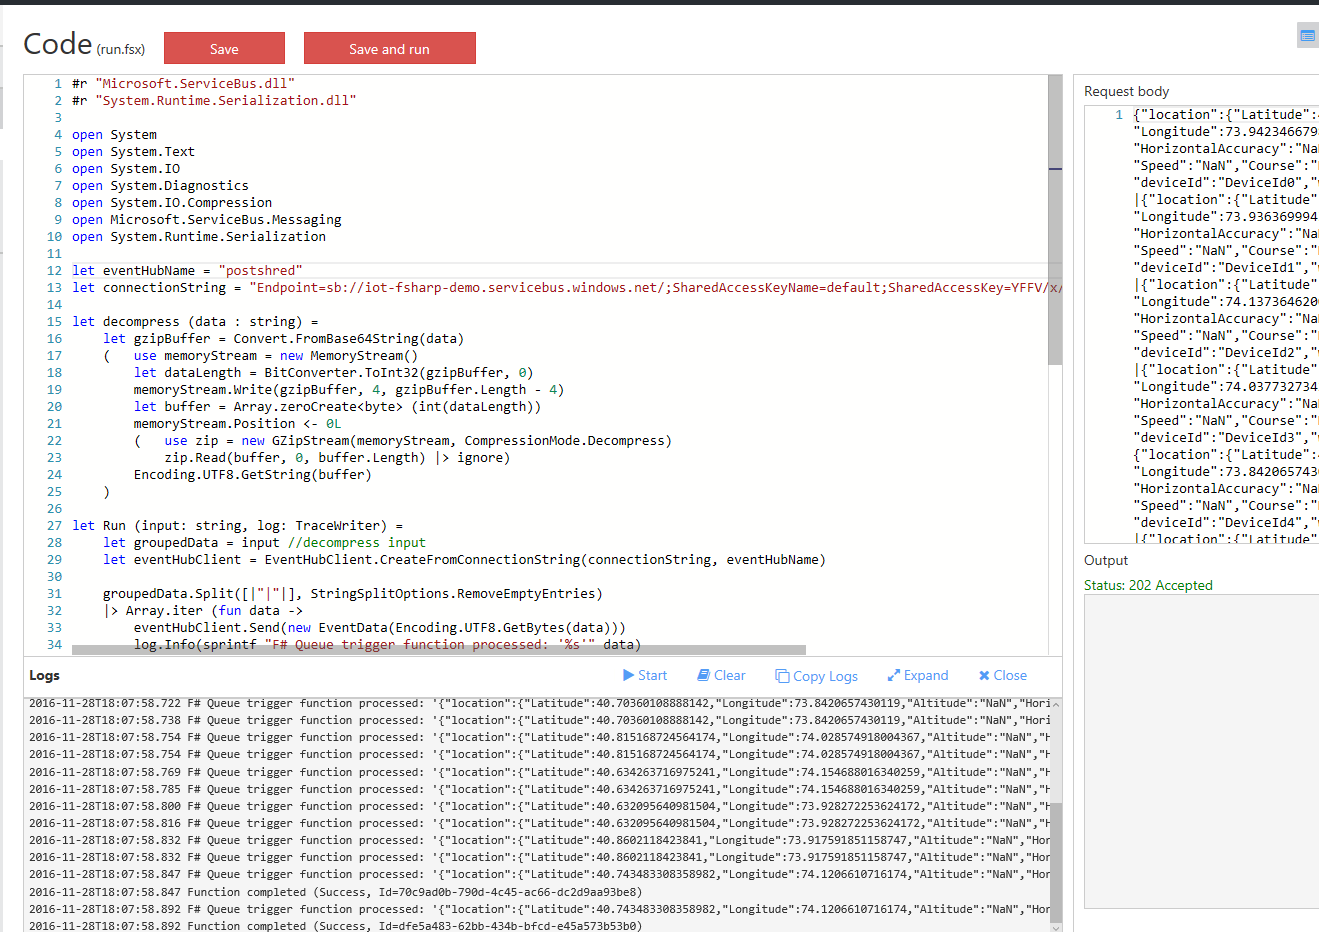 Code (run.fsx)
Save
Save and run
1 #r "Microsoft.ServiceBus.dll"
2 #r "System.Runtime.Serialization.dll"
3
4 open System
5 open System.Text
6 open System.IO
7 open System.Diagnostics
8 open System.IO.Compression
9 open Microsoft.ServiceBus.Messaging
10 open System.Runtime.Serialization
11
12 let eventHubName = "postshred"
13 let connectionString = "Endpoint=sb://iot-fsharp-demo.servicebus.windows.net/;SharedAccessKeyName=default;SharedAccessKey=YFFV/x/
14
15 let decompress (data : string) =
16     let gzipBuffer = Convert.FromBase64String(data)
17     (   use memoryStream = new MemoryStream()
18         let dataLength = BitConverter.ToInt32(gzipBuffer, 0)
19         memoryStream.Write(gzipBuffer, 4, gzipBuffer.Length - 4)
20         let buffer = Array.zeroCreate<byte> (int(dataLength))
21         memoryStream.Position <- 0L
22         (   use zip = new GZipStream(memoryStream, CompressionMode.Decompress)
23             zip.Read(buffer, 0, buffer.Length) |> ignore)
24         Encoding.UTF8.GetString(buffer)
25     )
26
27 let Run (input: string, log: TraceWriter) =
28     let groupedData = input //decompress input
29     let eventHubClient = EventHubClient.CreateFromConnectionString(connectionString, eventHubName)
30
31     groupedData.Split([|"|"|], StringSplitOptions.RemoveEmptyEntries)
32     |> Array.iter (fun data ->
33         eventHubClient.Send(new EventData(Encoding.UTF8.GetBytes(data)))
34         log.Info(sprintf "F# Queue trigger function processed: '%s'" data)
Request body
1 {"location":{"Latitude":4
"Longitude":73.942346679
"HorizontalAccuracy":"Na
"Speed":"NaN","Course":"
"deviceId":"DeviceId0","
|{"location":{"Latitude"
"Longitude":73.936369994
"HorizontalAccuracy":"Na
"Speed":"NaN","Course":"
"deviceId":"DeviceId1","
|{"location":{"Latitude"
"Longitude":74.137364620
"HorizontalAccuracy":"Na
"Speed":"NaN","Course":"
"deviceId":"DeviceId2","
|{"location":{"Latitude"
"Longitude":74.037732734
"HorizontalAccuracy":"Na
"Speed":"NaN","Course":"
"deviceId":"DeviceId3","
{"location":{"Latitude":
"Longitude":73.842065743
"HorizontalAccuracy":"Na
"Speed":"NaN","Course":"
"deviceId":"DeviceId4","
|{"location":{"Latitude"
Output
Status: 202 Accepted
Logs
Start
Clear
Copy Logs
Expand
Close
2016-11-28T18:07:58.722 F# Queue trigger function processed: '{"location":{"Latitude":40.70360108888142,"Longitude":73.8420657430119,"Altitude":"NaN","Hori
2016-11-28T18:07:58.738 F# Queue trigger function processed: '{"location":{"Latitude":40.70360108888142,"Longitude":73.8420657430119,"Altitude":"NaN","Hori
2016-11-28T18:07:58.754 F# Queue trigger function processed: '{"location":{"Latitude":40.815168724564174,"Longitude":74.028574918004367,"Altitude":"NaN","H
2016-11-28T18:07:58.754 F# Queue trigger function processed: '{"location":{"Latitude":40.815168724564174,"Longitude":74.028574918004367,"Altitude":"NaN","H
2016-11-28T18:07:58.769 F# Queue trigger function processed: '{"location":{"Latitude":40.634263716975241,"Longitude":74.154688016340259,"Altitude":"NaN","H
2016-11-28T18:07:58.785 F# Queue trigger function processed: '{"location":{"Latitude":40.634263716975241,"Longitude":74.154688016340259,"Altitude":"NaN","H
2016-11-28T18:07:58.800 F# Queue trigger function processed: '{"location":{"Latitude":40.632095640981504,"Longitude":73.928272253624172,"Altitude":"NaN","H
2016-11-28T18:07:58.816 F# Queue trigger function processed: '{"location":{"Latitude":40.632095640981504,"Longitude":73.928272253624172,"Altitude":"NaN","H
2016-11-28T18:07:58.832 F# Queue trigger function processed: '{"location":{"Latitude":40.8602118423841,"Longitude":73.917591851158747,"Altitude":"NaN","Hor
2016-11-28T18:07:58.832 F# Queue trigger function processed: '{"location":{"Latitude":40.8602118423841,"Longitude":73.917591851158747,"Altitude":"NaN","Hor
2016-11-28T18:07:58.847 F# Queue trigger function processed: '{"location":{"Latitude":40.743483308358982,"Longitude":74.1206610716174,"Altitude":"NaN","Hor
2016-11-28T18:07:58.847 Function completed (Success, Id=70c9ad0b-790d-4c45-ac66-dc2d9aa93be8)
2016-11-28T18:07:58.892 F# Queue trigger function processed: '{"location":{"Latitude":40.743483308358982,"Longitude":74.1206610716174,"Altitude":"NaN","Hor
2016-11-28T18:07:58.892 Function completed (Success, Id=dfe5a483-62bb-434b-bfcd-e45a573b53b0)